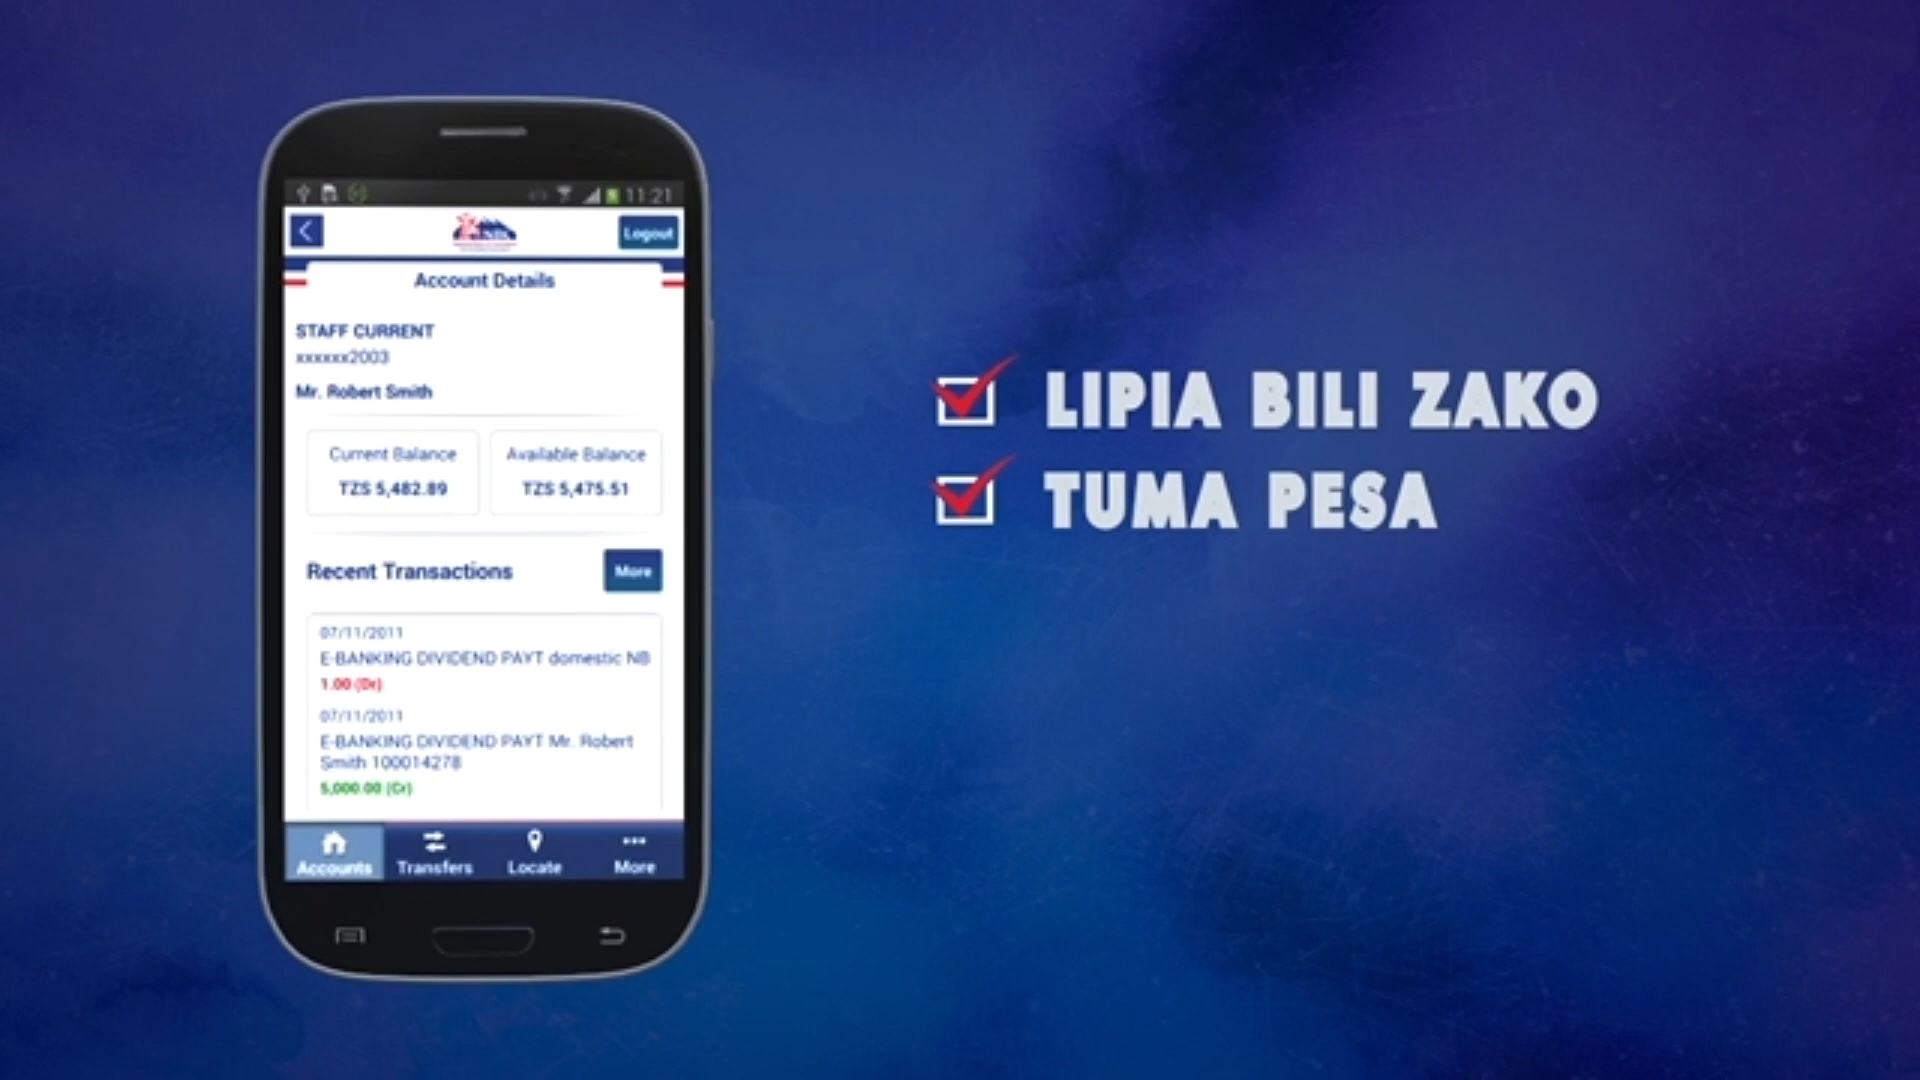 11:21
Logout
Account Details
STAFF CURRENT
xxxxxx2003
Mr. Robert Smith
Current Balance
TZS 5,482.89
Available Balance
TZS 5,475.51
Recent Transactions
More
07/11/2011
E-BANKING DIVIDEND PAYT domestic NB
1.00 (Dr)
07/11/2011
E-BANKING DIVIDEND PAYT Mr. Robert
Smith 100014278
5,000.00 (Cr)
Accounts
Transfers
Locate
More
LIPIA BILI ZAKO
TUMA PESA